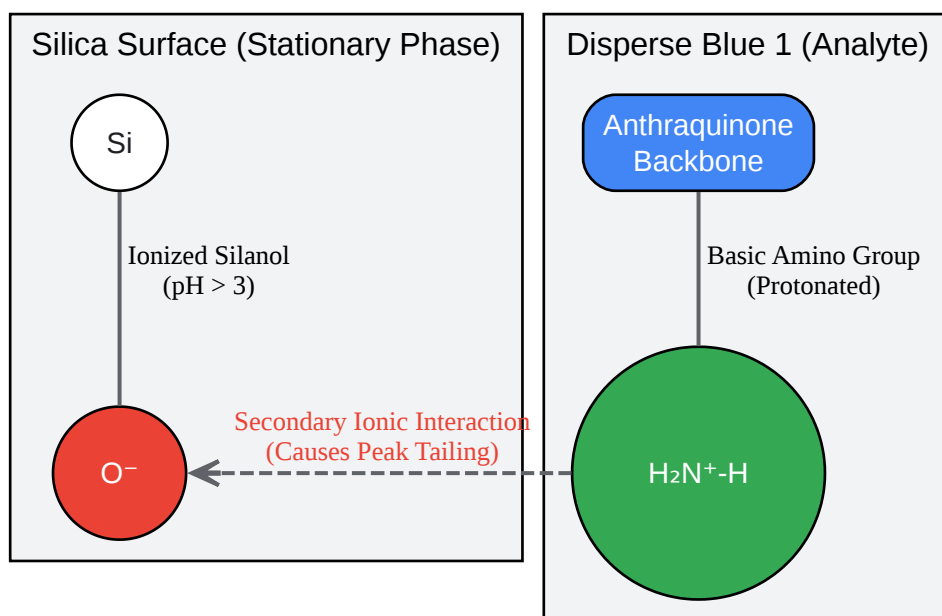 Silica Surface (Stationary Phase)
Si
Ionized Silanol
(pH > 3)
O⁻
Secondary Ionic Interaction
(Causes Peak Tailing)
Disperse Blue 1 (Analyte)
Anthraquinone
Backbone
Basic Amino Group
(Protonated)
H₂N⁺-H